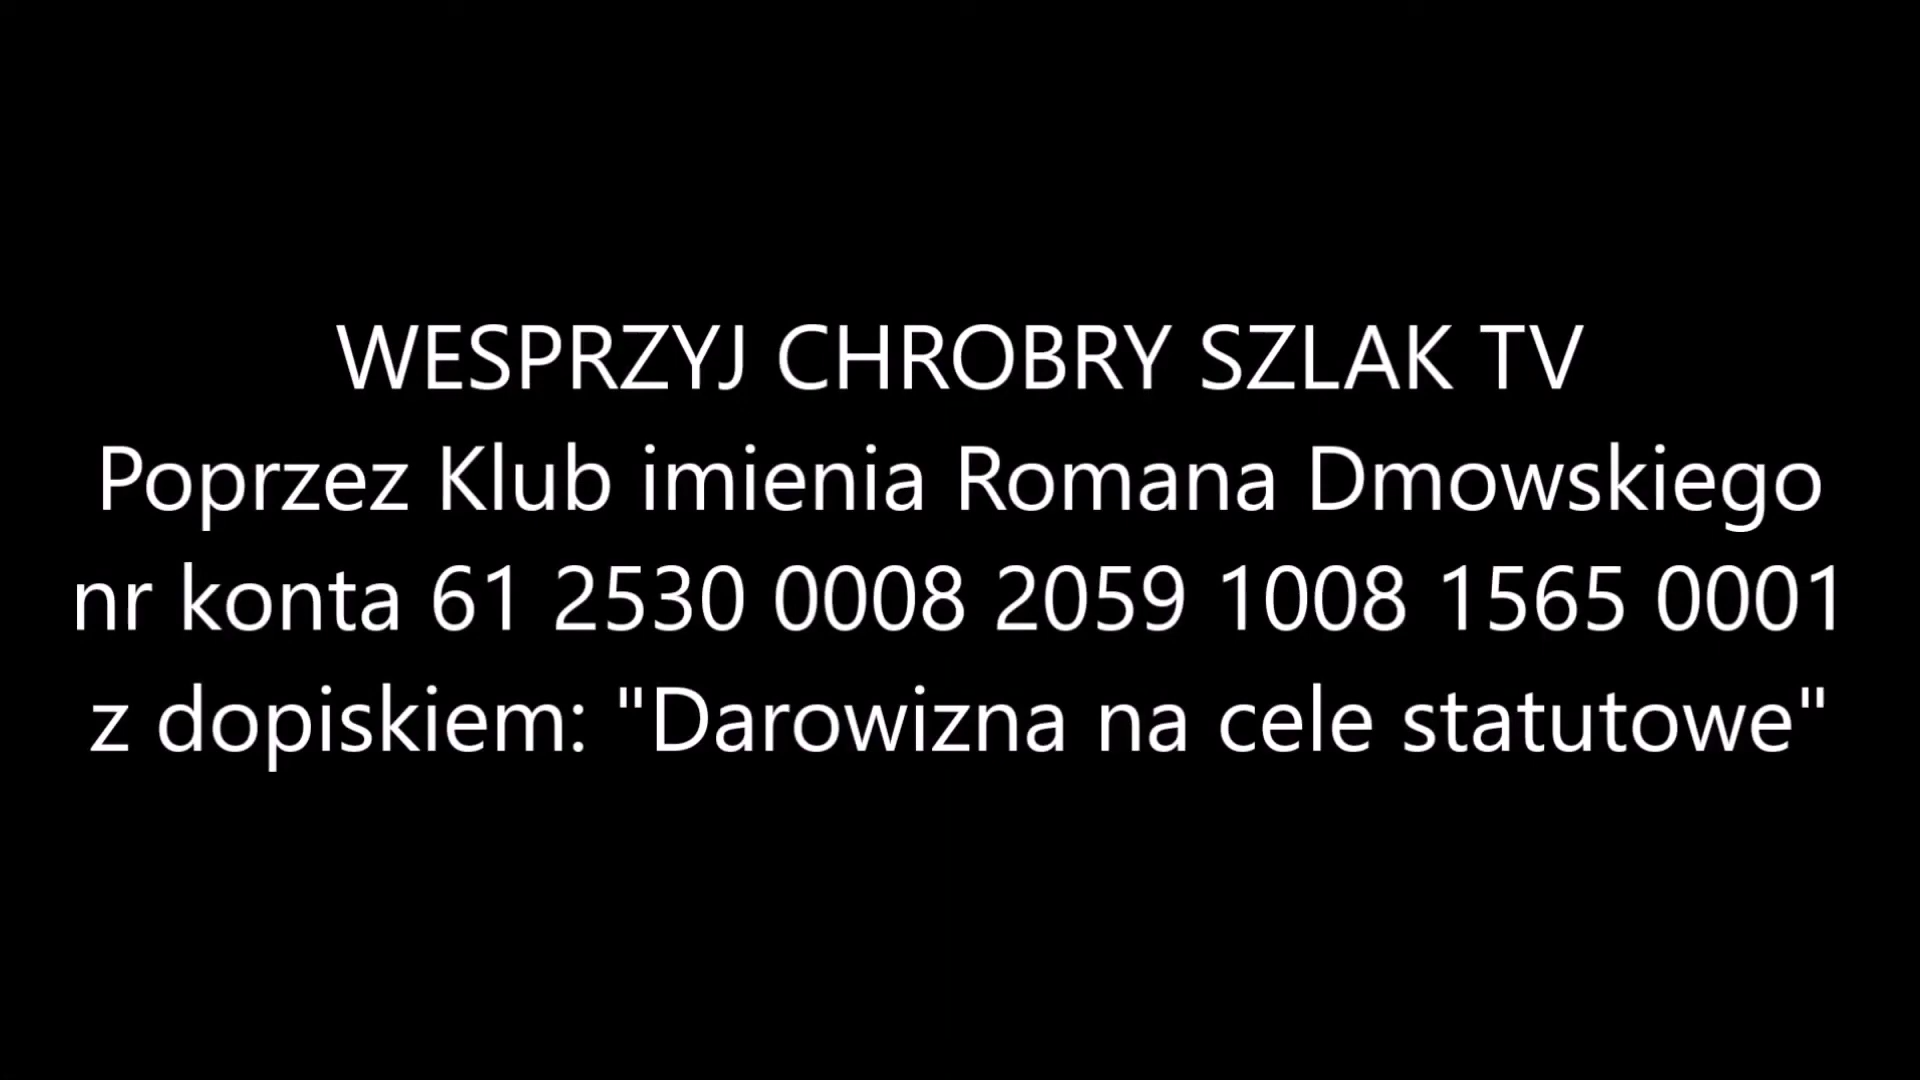 WESPRZYJ CHROBRY SZLAK TV
Poprzez Klub imienia Romana Dmowskiego
nr konta 61 2530 0008 2059 1008 1565 0001
z dopiskiem: "Darowizna na cele statutowe"